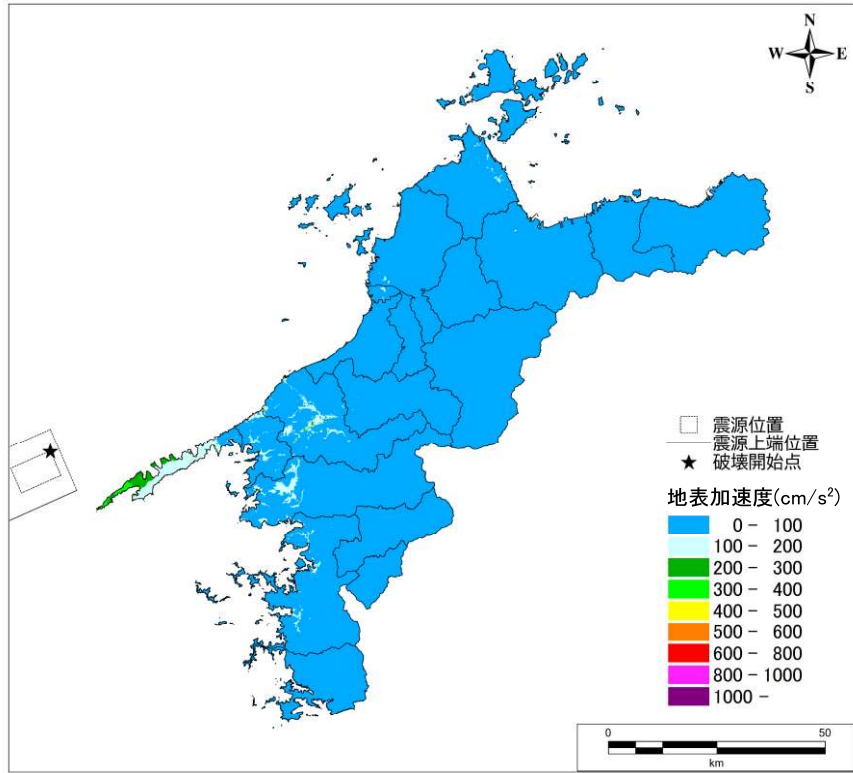 N
W E
S
震源位置
震源上端位置
★ 破壊開始点
地表加速度(cm/s²)
0 - 100
100 - 200
200 - 300
300 - 400
400 - 500
500 - 600
600 - 800
800 - 1000
1000 -
0 50
km